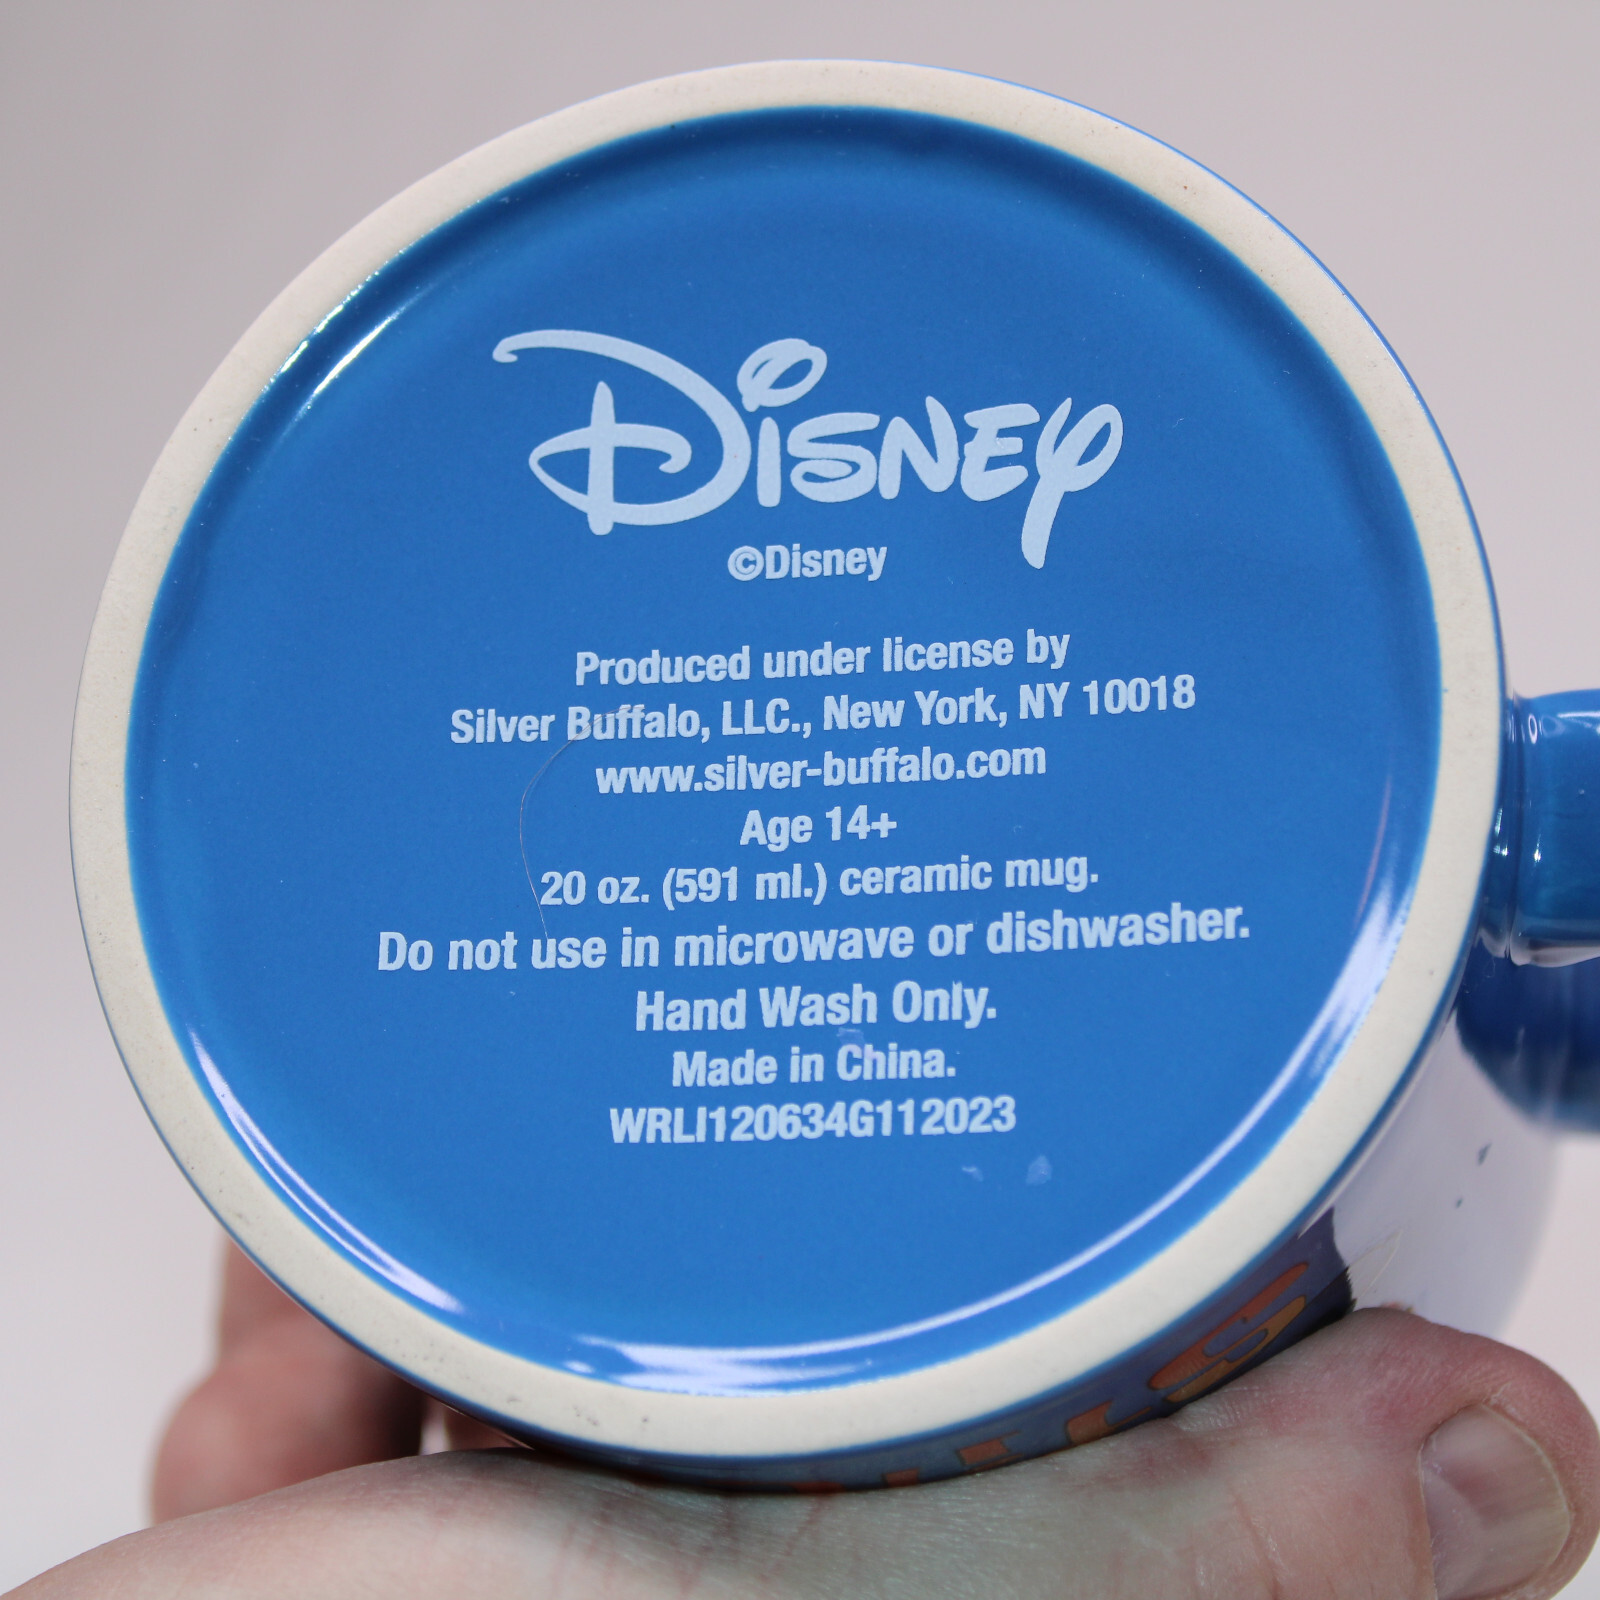 Disney
©Disney
Produced under license by
Silver Buffalo, LLC., New York, NY 10018
www.silver-buffalo.com
Age 14+
20 oz. (591 ml.) ceramic mug.
Do not use in microwave or dishwasher.
Hand Wash Only.
Made in China.
WRLI120634G112023